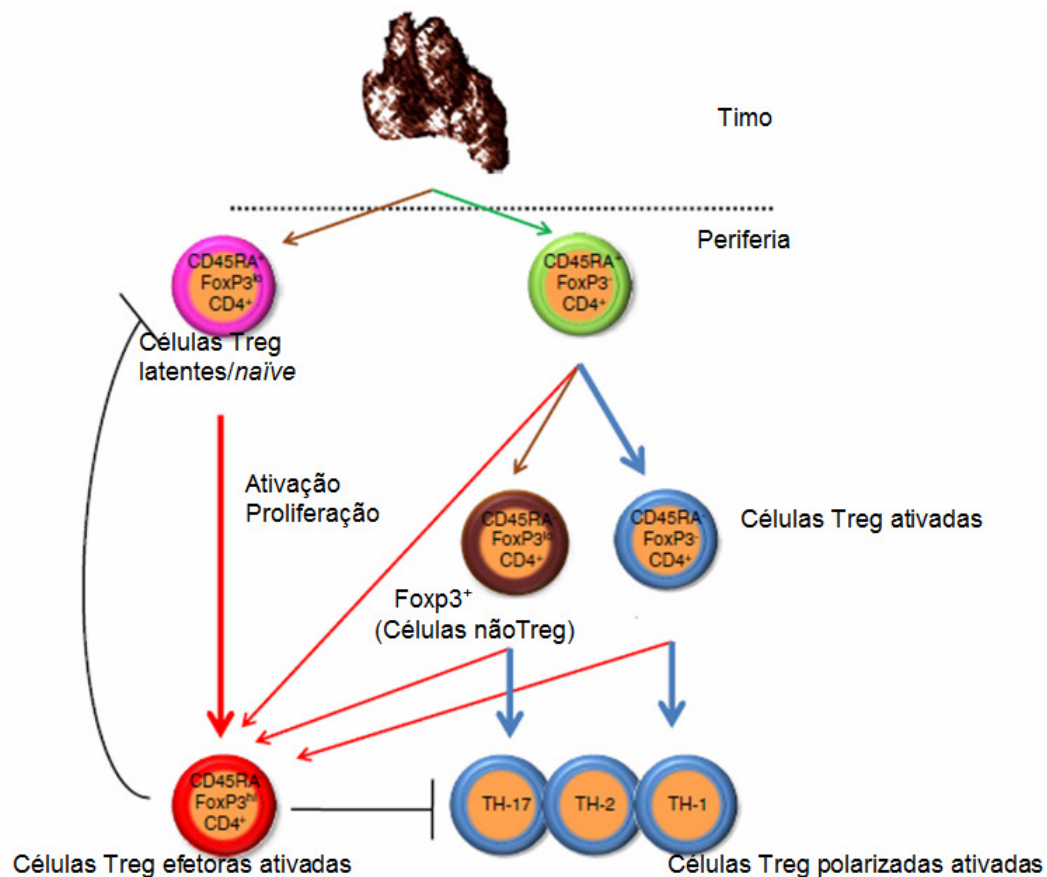 Timo
Periferia
CD45RA⁺
FoxP3ˡᵒ
CD4⁺
CD45RA⁺
FoxP3⁻
CD4⁺
Células Treg
latentes/naïve
Ativação
Proliferação
CD45RA
FoxP3ˡᵒ
CD4⁺
CD45RA⁻
FoxP3⁻
CD4⁺
Células Treg ativadas
Foxp3⁺
(Células nãoTreg)
CD45RA
FoxP3ʰⁱ
CD4⁺
TH-17
TH-2
TH-1
Células Treg efetoras ativadas
Células Treg polarizadas ativadas